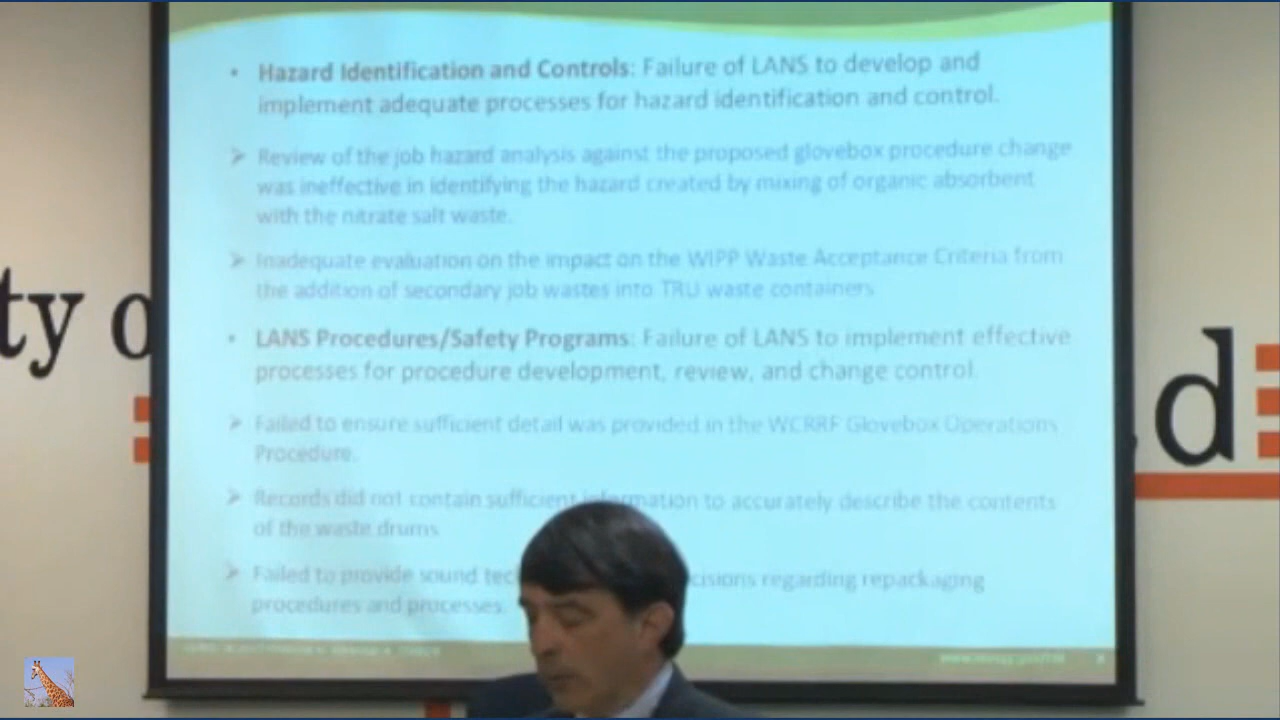 • Hazard Identification and Controls: Failure of LANS to develop and
implement adequate processes for hazard identification and control.
➤ Review of the job hazard analysis against the proposed glovebox procedure change
was ineffective in identifying the hazard created by mixing of organic absorbent
with the nitrate salt waste.
➤ Inadequate evaluation on the impact on the WIPP Waste Acceptance Criteria from
the addition of secondary job wastes into TRU waste containers
• LANS Procedures/Safety Programs: Failure of LANS to implement effective
processes for procedure development, review, and change control.
➤ Failed to ensure sufficient detail was provided in the WCRRF Glovebox Operations
Procedure.
➤ Records did not contain sufficient information to accurately describe the contents
of the waste drums
➤ Failed to provide sound tec cisions regarding repackaging
procedures and processes.
ty o
d